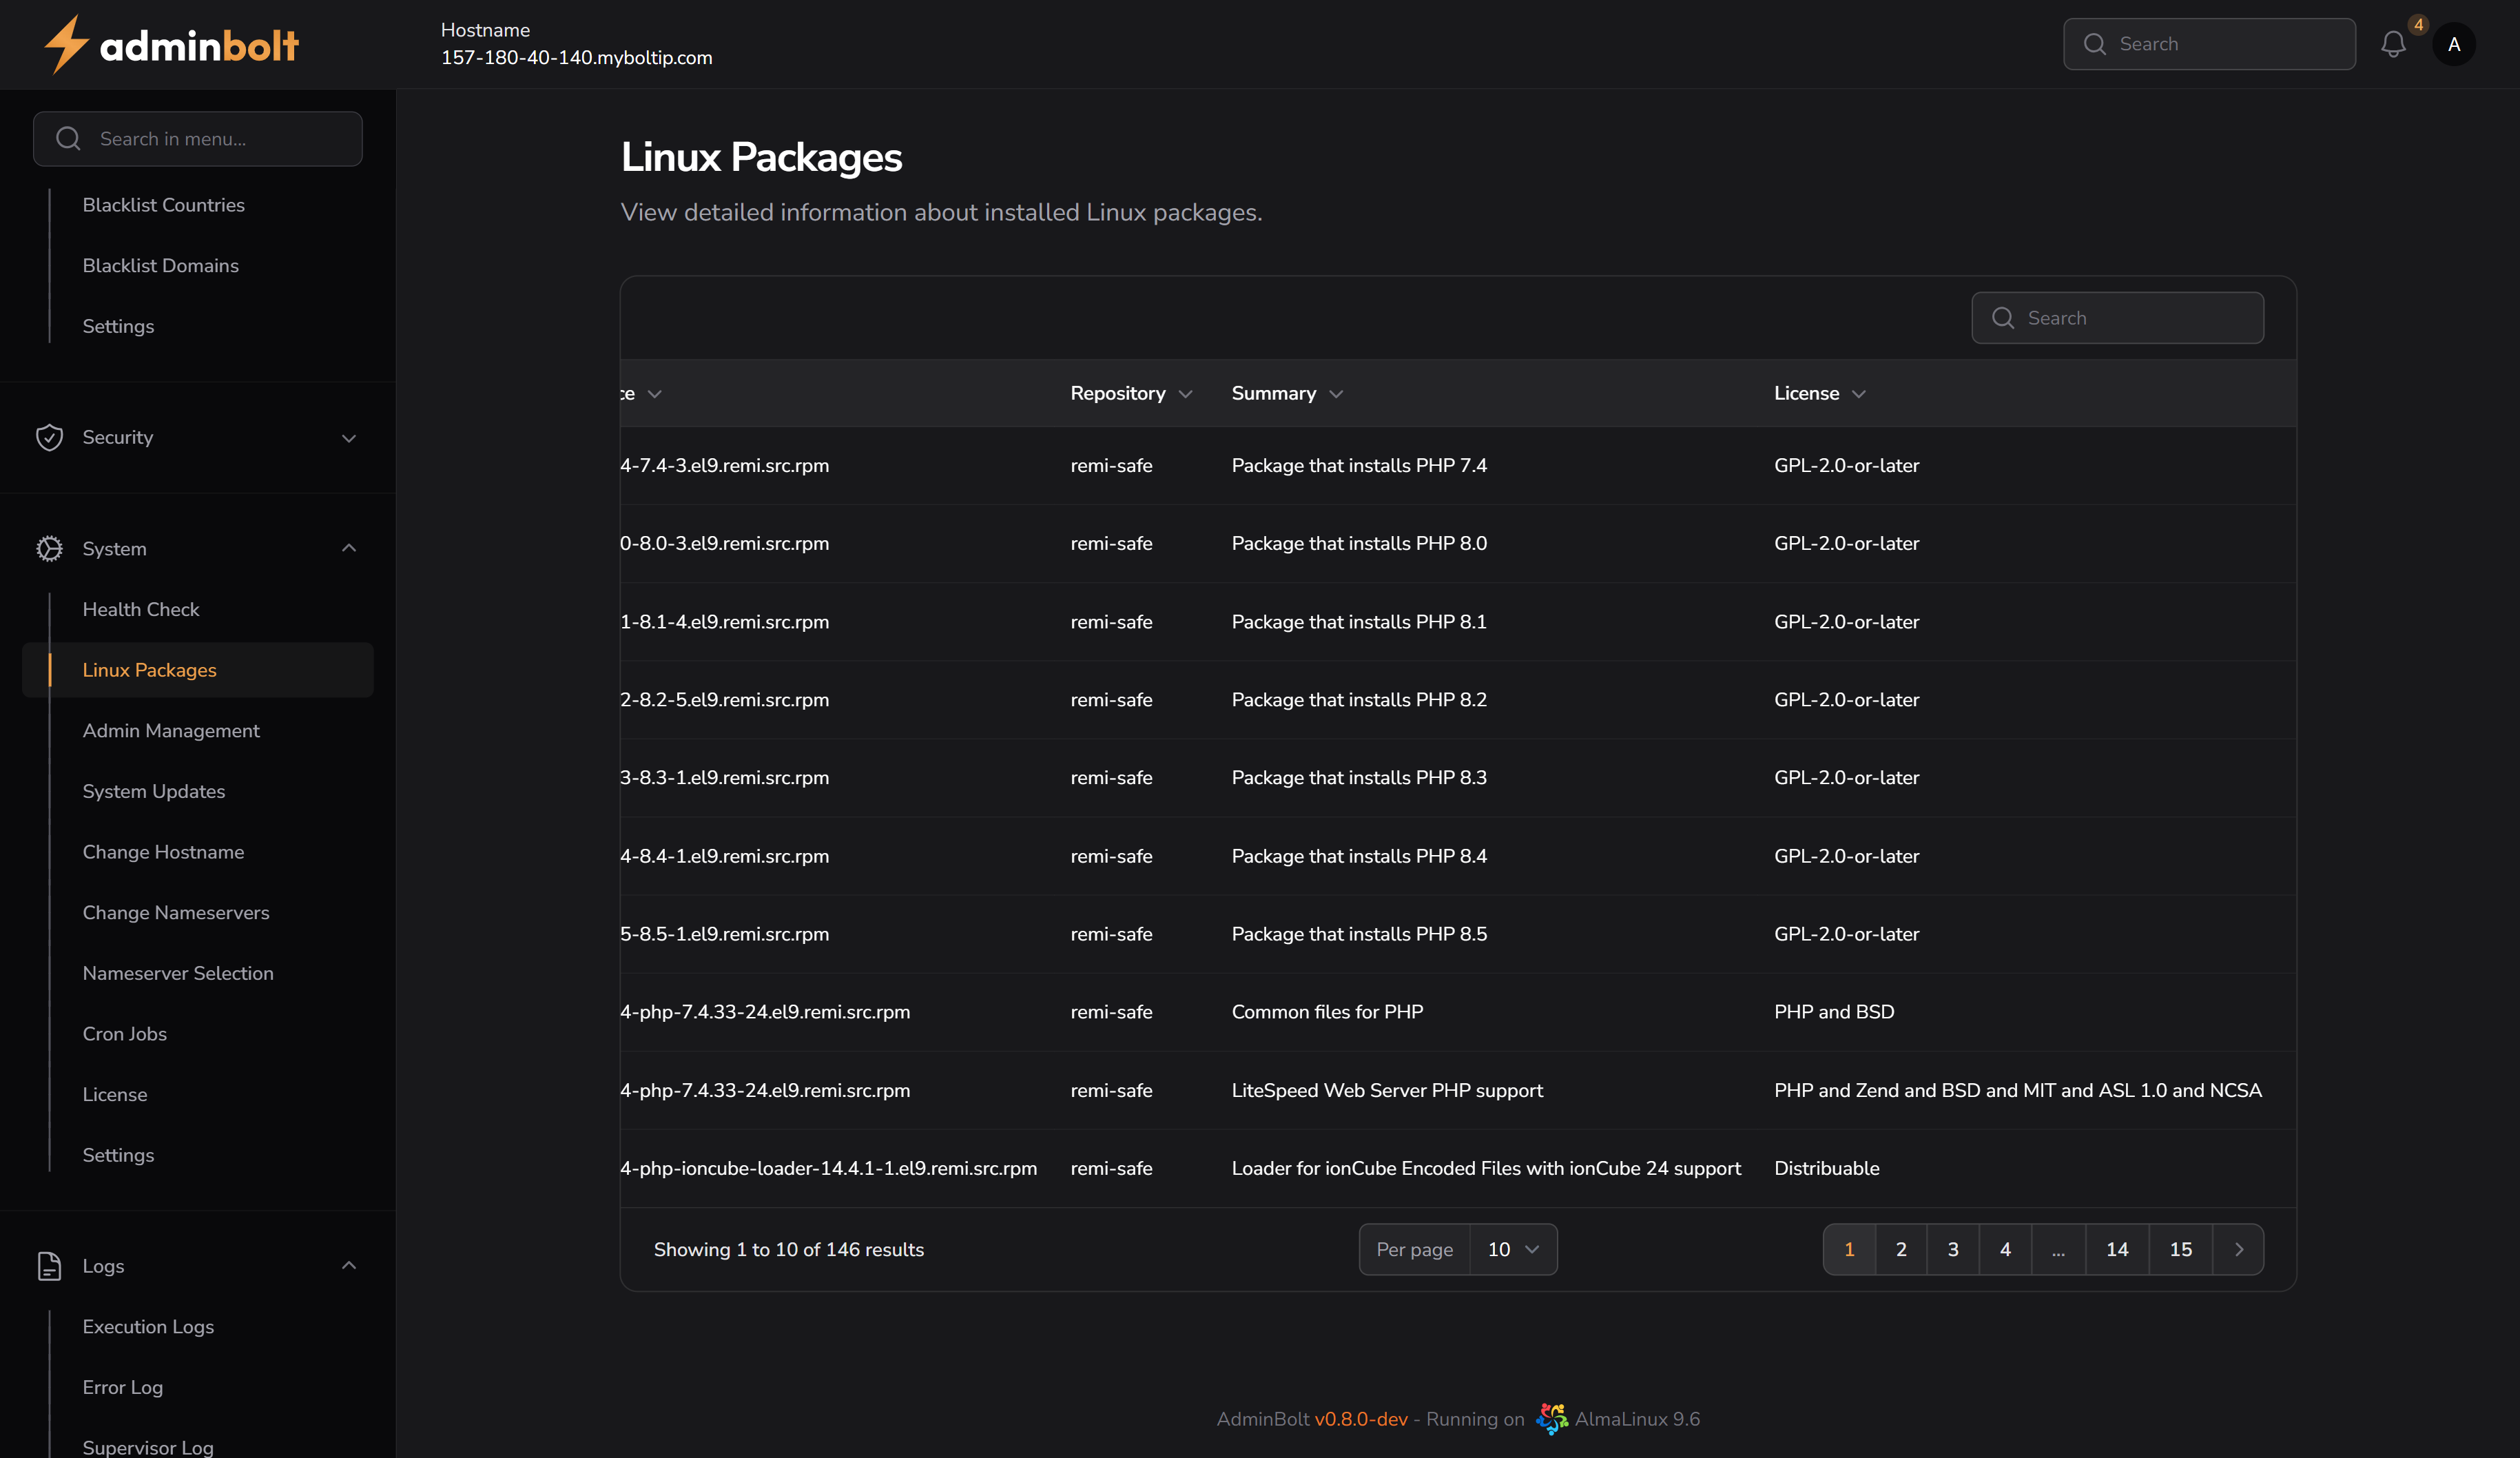 adminbolt
Hostname
157-180-40-140.myboltip.com
Search
4
A
Search in menu...
Blacklist Countries
Blacklist Domains
Settings
Security
System
Health Check
Linux Packages
Admin Management
System Updates
Change Hostname
Change Nameservers
Nameserver Selection
Cron Jobs
License
Settings
Logs
Execution Logs
Error Log
Supervisor Log
Linux Packages
View detailed information about installed Linux packages.
Search
ce Repository Summary License
4-7.4-3.el9.remi.src.rpm remi-safe Package that installs PHP 7.4 GPL-2.0-or-later
0-8.0-3.el9.remi.src.rpm remi-safe Package that installs PHP 8.0 GPL-2.0-or-later
1-8.1-4.el9.remi.src.rpm remi-safe Package that installs PHP 8.1 GPL-2.0-or-later
2-8.2-5.el9.remi.src.rpm remi-safe Package that installs PHP 8.2 GPL-2.0-or-later
3-8.3-1.el9.remi.src.rpm remi-safe Package that installs PHP 8.3 GPL-2.0-or-later
4-8.4-1.el9.remi.src.rpm remi-safe Package that installs PHP 8.4 GPL-2.0-or-later
5-8.5-1.el9.remi.src.rpm remi-safe Package that installs PHP 8.5 GPL-2.0-or-later
4-php-7.4.33-24.el9.remi.src.rpm remi-safe Common files for PHP PHP and BSD
4-php-7.4.33-24.el9.remi.src.rpm remi-safe LiteSpeed Web Server PHP support PHP and Zend and BSD and MIT and ASL 1.0 and NCSA
4-php-ioncube-loader-14.4.1-1.el9.remi.src.rpm remi-safe Loader for ionCube Encoded Files with ionCube 24 support Distribuable
Showing 1 to 10 of 146 results Per page 10 1 2 3 4 ... 14 15
AdminBolt v0.8.0-dev - Running on AlmaLinux 9.6